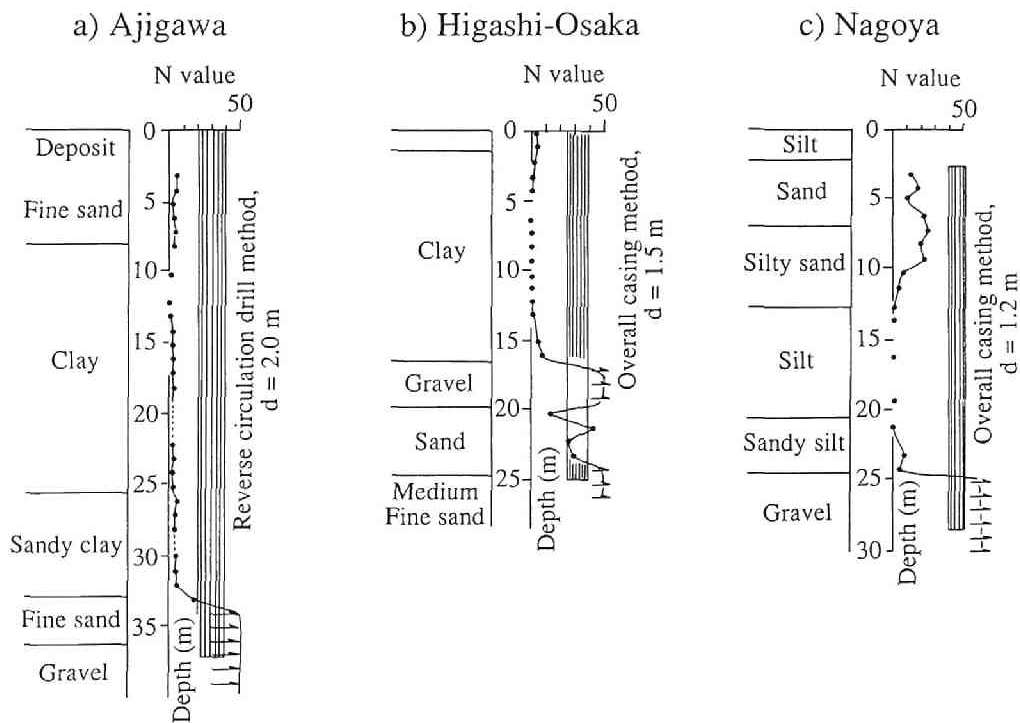 a) Ajigawa
N value
50
0
5
10
15
20
25
30
35
Deposit
Fine sand
Clay
Sandy clay
Fine sand
Gravel
Depth (m)
Reverse circulation drill method,
d = 2.0 m
b) Higashi-Osaka
N value
50
0
5
10
15
20
25
Clay
Gravel
Sand
Medium
Fine sand
Depth (m)
Overall casing method,
d = 1.5 m
c) Nagoya
N value
50
0
5
10
15
20
25
30
Silt
Sand
Silty sand
Silt
Sandy silt
Gravel
Depth (m)
Overall casing method,
d = 1.2 m